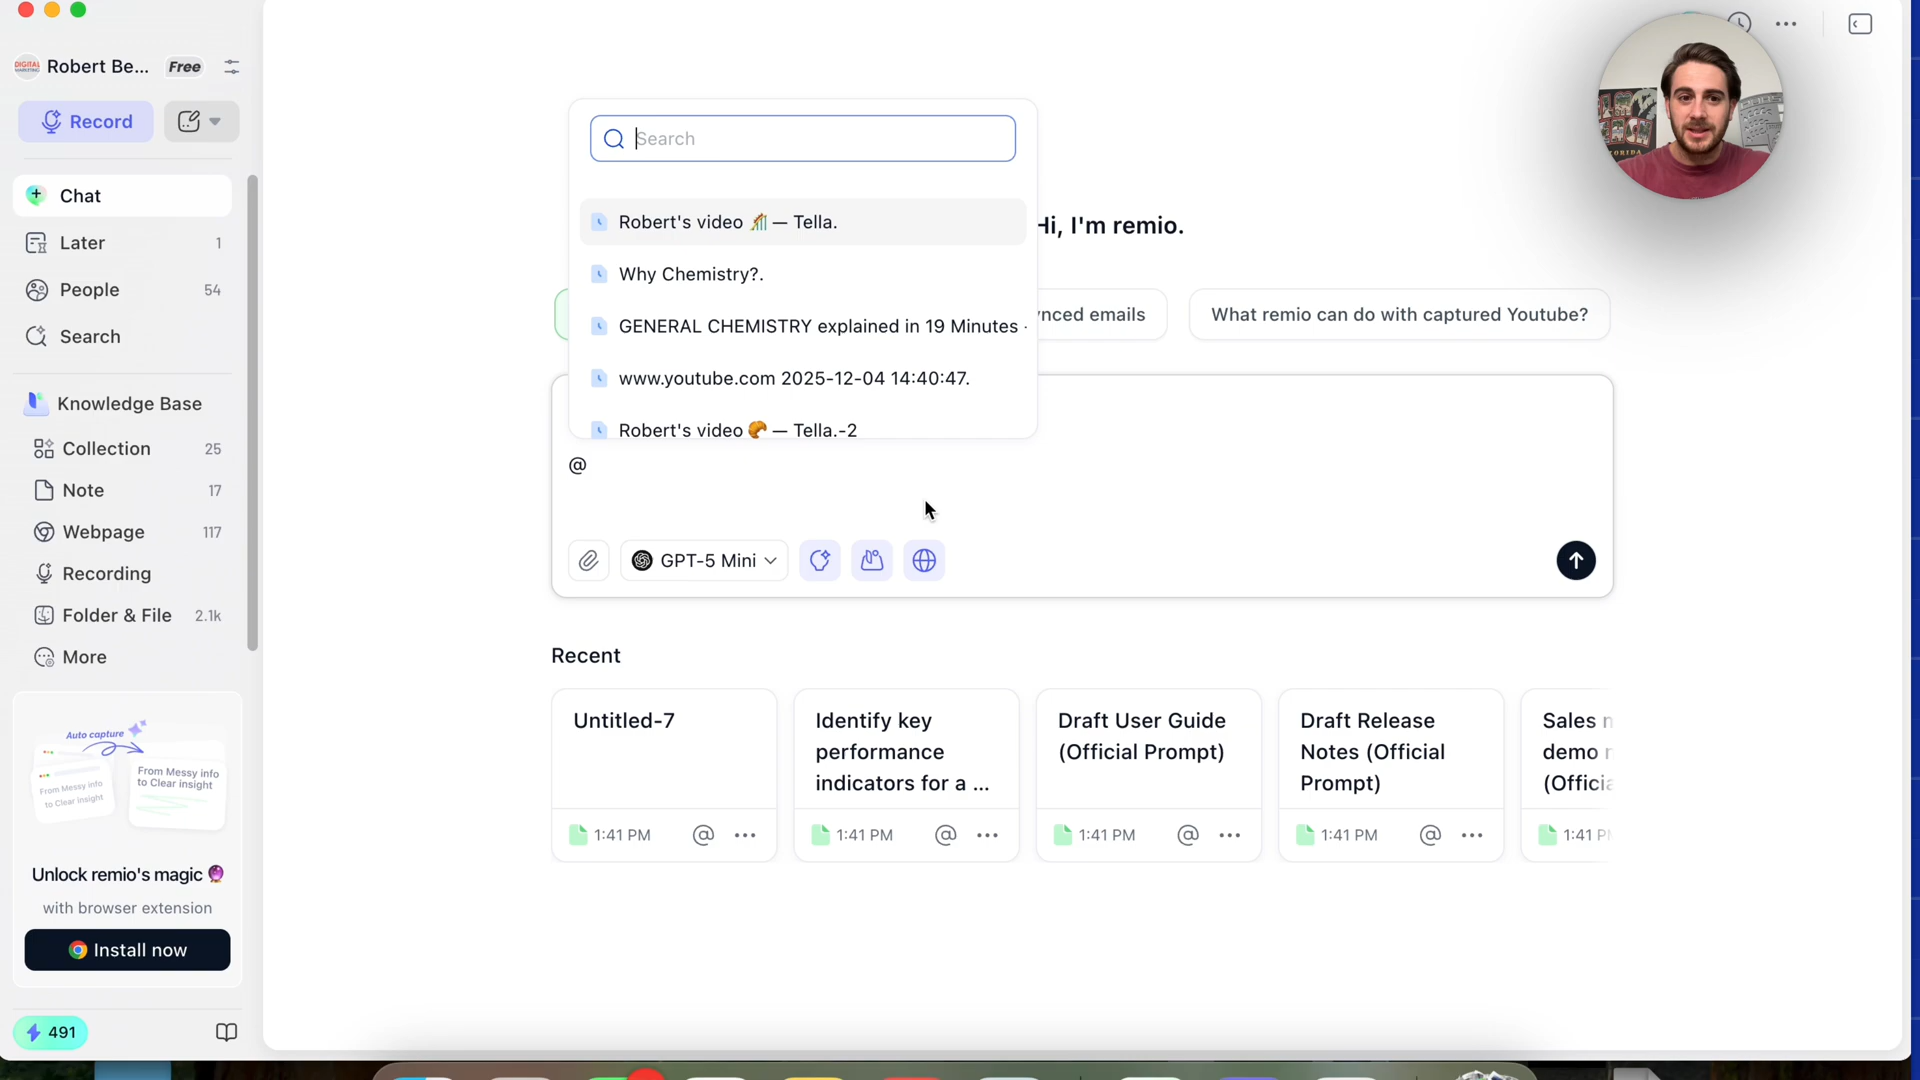 Robert Be...
Free
Record
Chat
Later 1
People 54
Search
Knowledge Base
Collection 25
Note 17
Webpage 117
Recording
Folder & File 2.1k
More
Auto capture
From Messy info
to Clear insight
From Messy info
to Clear insight
Unlock remio's magic 🔮
with browser extension
Install now
491
Search
Robert's video — Tella.
Why Chemistry?.
GENERAL CHEMISTRY explained in 19 Minutes -
www.youtube.com 2025-12-04 14:40:47.
Robert's video 🥐 — Tella.-2
Hi, I'm remio.
emails
What remio can do with captured Youtube?
@
GPT-5 Mini
Recent
Untitled-7
1:41 PM @
Identify key
performance
indicators for a ...
1:41 PM @
Draft User Guide
(Official Prompt)
1:41 PM @
Draft Release
Notes (Official
Prompt)
1:41 PM @
Sales
demo
1:41